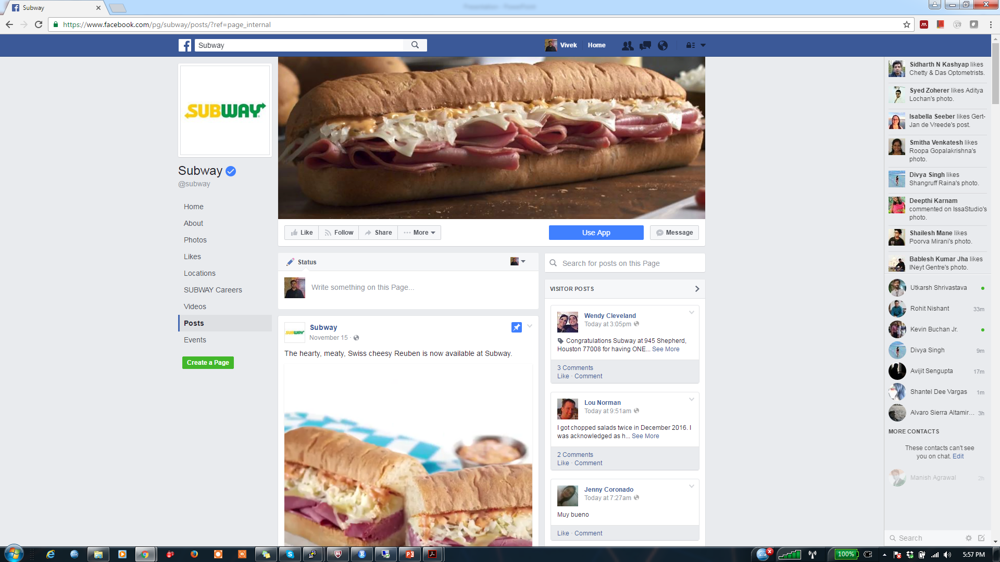 Subway
https://www.facebook.com/pg/subway/posts/?ref=page_internal
Subway
Vivek
Home
SUBWAY
Subway
@subway
Home
About
Photos
Likes
Locations
SUBWAY Careers
Videos
Posts
Events
Create a Page
Like
Follow
Share
More
Use App
Message
Status
Write something on this Page...
SUBWAY
Subway
November 15 ·
The hearty, meaty, Swiss cheesy Reuben is now available at Subway.
Search for posts on this Page
VISITOR POSTS
Wendy Cleveland
Today at 3:05pm
Congratulations Subway at 945 Shepherd,
Houston 77008 for having ONE... See More
3 Comments
Like · Comment
Lou Norman
Today at 9:51am
I got chopped salads twice in December 2016. I
was acknowledged as h... See More
2 Comments
Like · Comment
Jenny Coronado
Today at 7:27am
Muy bueno
Like · Comment
Sidharth N Kashyap likes
Chetty & Das Optometrists.
Syed Zoherer likes Aditya
Lochan's photo.
Isabella Seeber likes Gert-
Jan de Vreede's post.
Smitha Venkatesh likes
Roopa Gopalakrishna's
photo.
Divya Singh likes
Shangruff Raina's photo.
Deepthi Karnam
commented on IssaStudio's
photo.
Shailesh Mane likes
Poorva Mirani's photo.
Bablesh Kumar Jha likes
INeyt Gentre's photo.
Utkarsh Shrivastava
Rohit Nishant 33m
Kevin Buchan Jr.
Divya Singh 9m
Avijit Sengupta 17m
Shantel Dee Vargas 1m
Alvaro Sierra Altamir... 3h
MORE CONTACTS
These contacts can't see
you on chat. Edit
Manish Agrawal 2h
Search
100%
5:57 PM